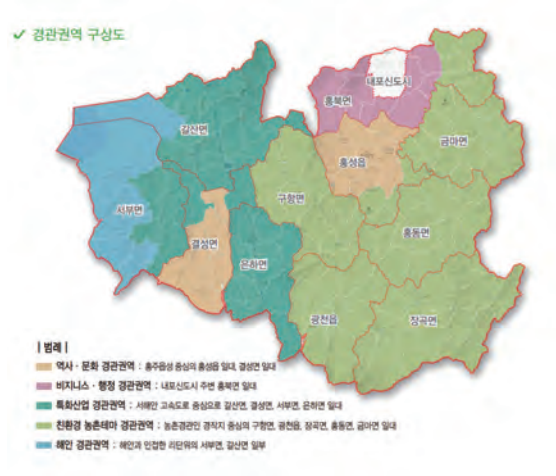 ✓ 경관권역 구상도
내포신도시
홍북면
갈산면
금마면
홍성읍
구항면
서부면
홍동면
결성면
은하면
광천읍
장곡면
| 범례 |
역사 · 문화 경관권역 : 홍주읍성 중심의 홍성읍 일대, 결성면 일대
비지니스 · 행정 경관권역 : 내포신도시 주변 홍북면 일대
특화산업 경관권역 : 서해안 고속도로 중심으로 갈산면, 결성면, 서부면, 은하면 일대
친환경 농촌테마 경관권역 : 농촌경관인 경작지 중심의 구항면, 광천읍, 장곡면, 홍동면, 금마면 일대
해안 경관권역 : 해안과 인접한 리단위의 서부면, 갈산면 일부